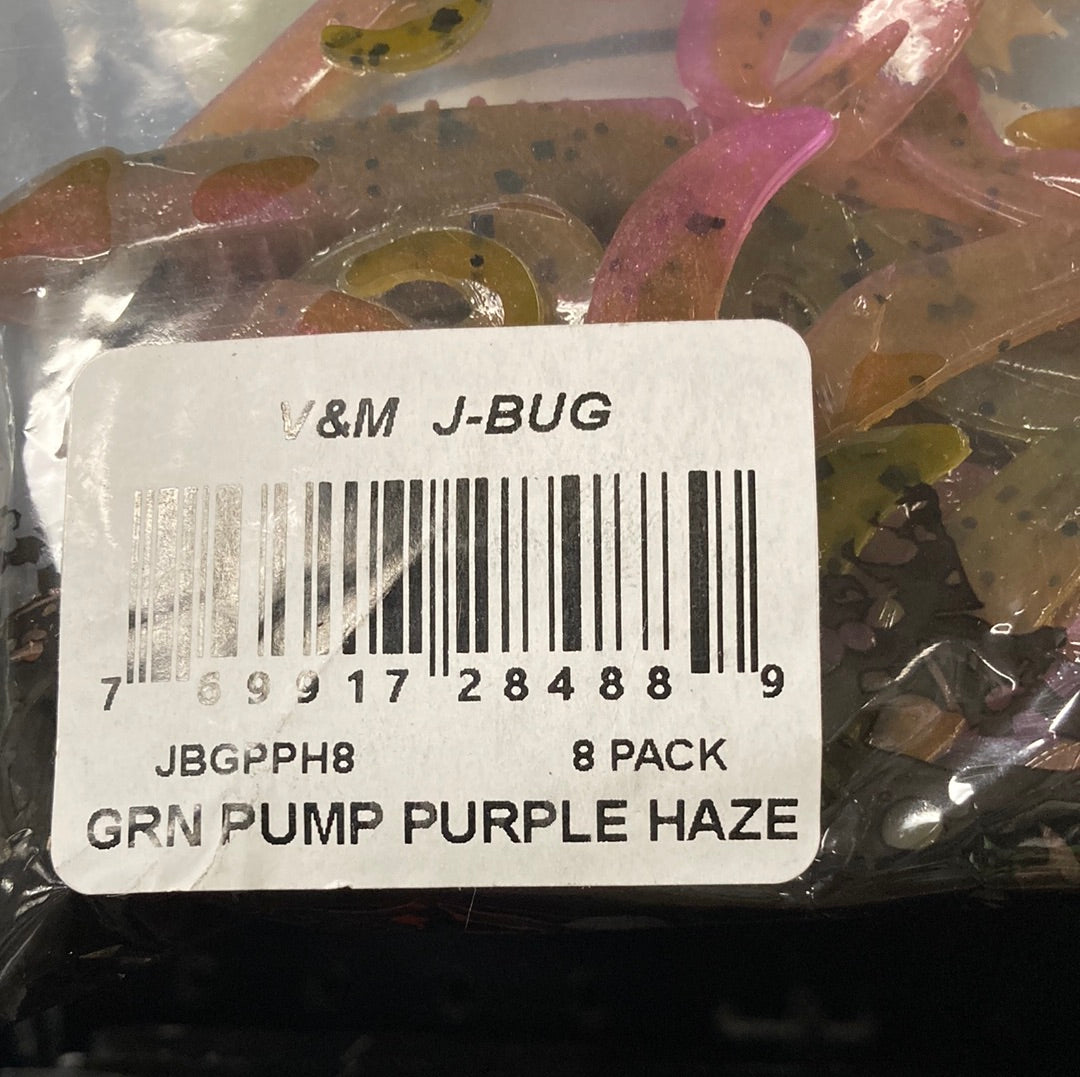 V&M J-BUG
7 69917 28488 9
JBGPPH8 8 PACK
GRN PUMP PURPLE HAZE